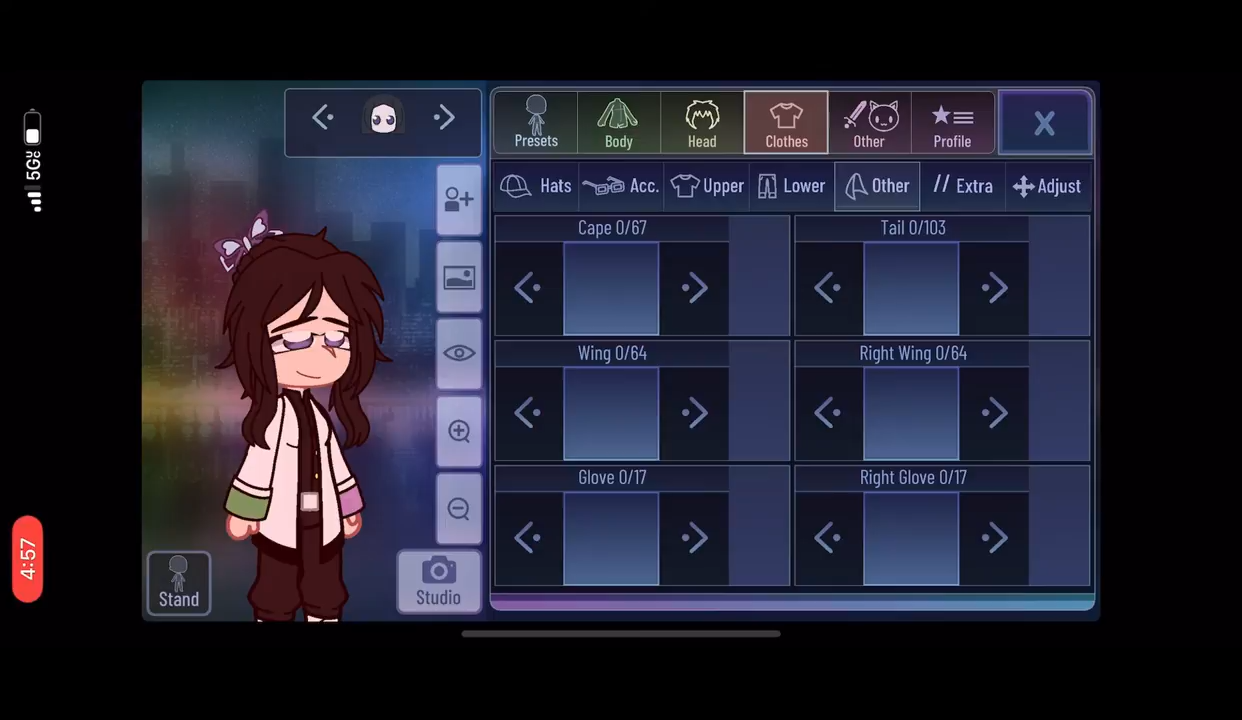 5G
4:57
Presets
Body
Head
Clothes
Other
Profile
X
Hats
Acc.
Upper
Lower
Other
Extra
Adjust
Cape 0/67
Tail 0/103
Wing 0/64
Right Wing 0/64
Glove 0/17
Right Glove 0/17
Stand
Studio